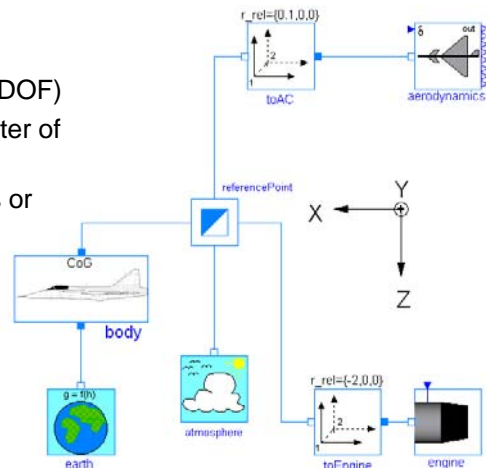 r_rel={0.1,0,0}
2
1
toAC
δ
out
aerodynamics
DOF)
ter of
or
referencePoint
X
Y
Z
CoG
body
g = f(h)
earth
atmosphere
r_rel={-2,0,0}
2
1
toEngine
engine